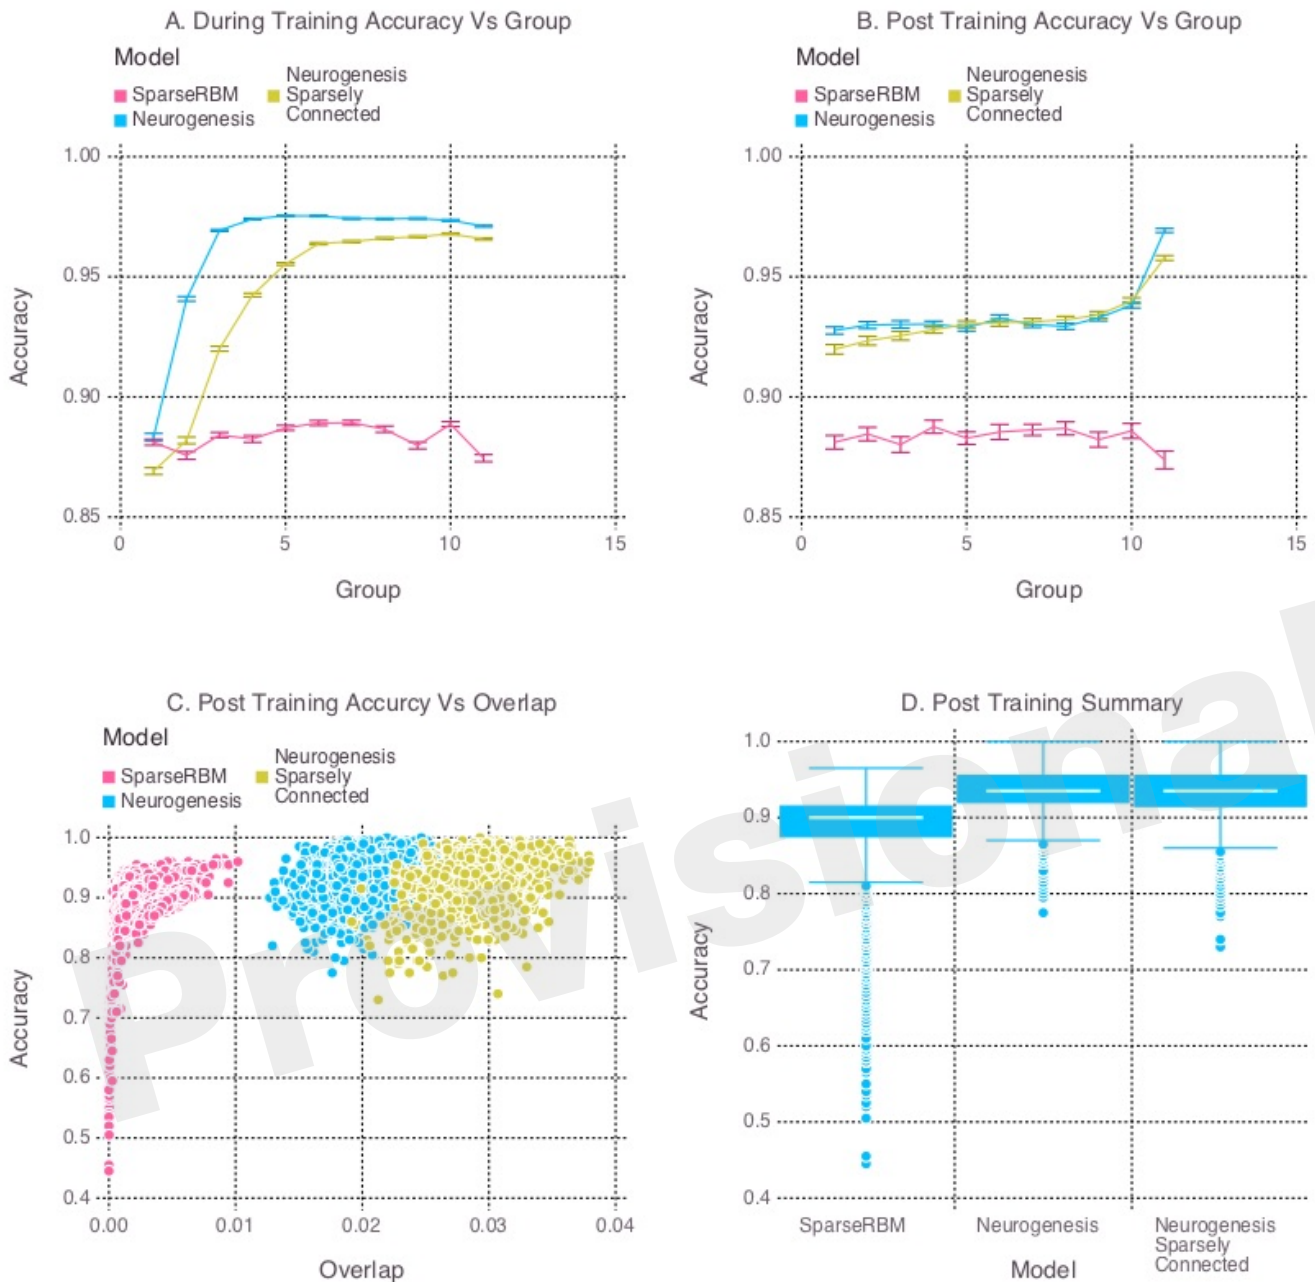 A. During Training Accuracy Vs Group
Model
SparseRBM
Neurogenesis
Neurogenesis
Sparsely
Connected
1.00
0.95
0.90
0.85
Accuracy
0
5
10
15
Group
B. Post Training Accuracy Vs Group
Model
SparseRBM
Neurogenesis
Neurogenesis
Sparsely
Connected
1.00
0.95
0.90
0.85
Accuracy
0
5
10
15
Group
C. Post Training Accurcy Vs Overlap
Model
SparseRBM
Neurogenesis
Neurogenesis
Sparsely
Connected
1.0
0.9
0.8
0.7
0.6
0.5
0.4
Accuracy
0.00
0.01
0.02
0.03
0.04
Overlap
D. Post Training Summary
1.0
0.9
0.8
0.7
0.6
0.5
0.4
Accuracy
SparseRBM
Neurogenesis
Neurogenesis
Sparsely
Connected
Model
Provisional